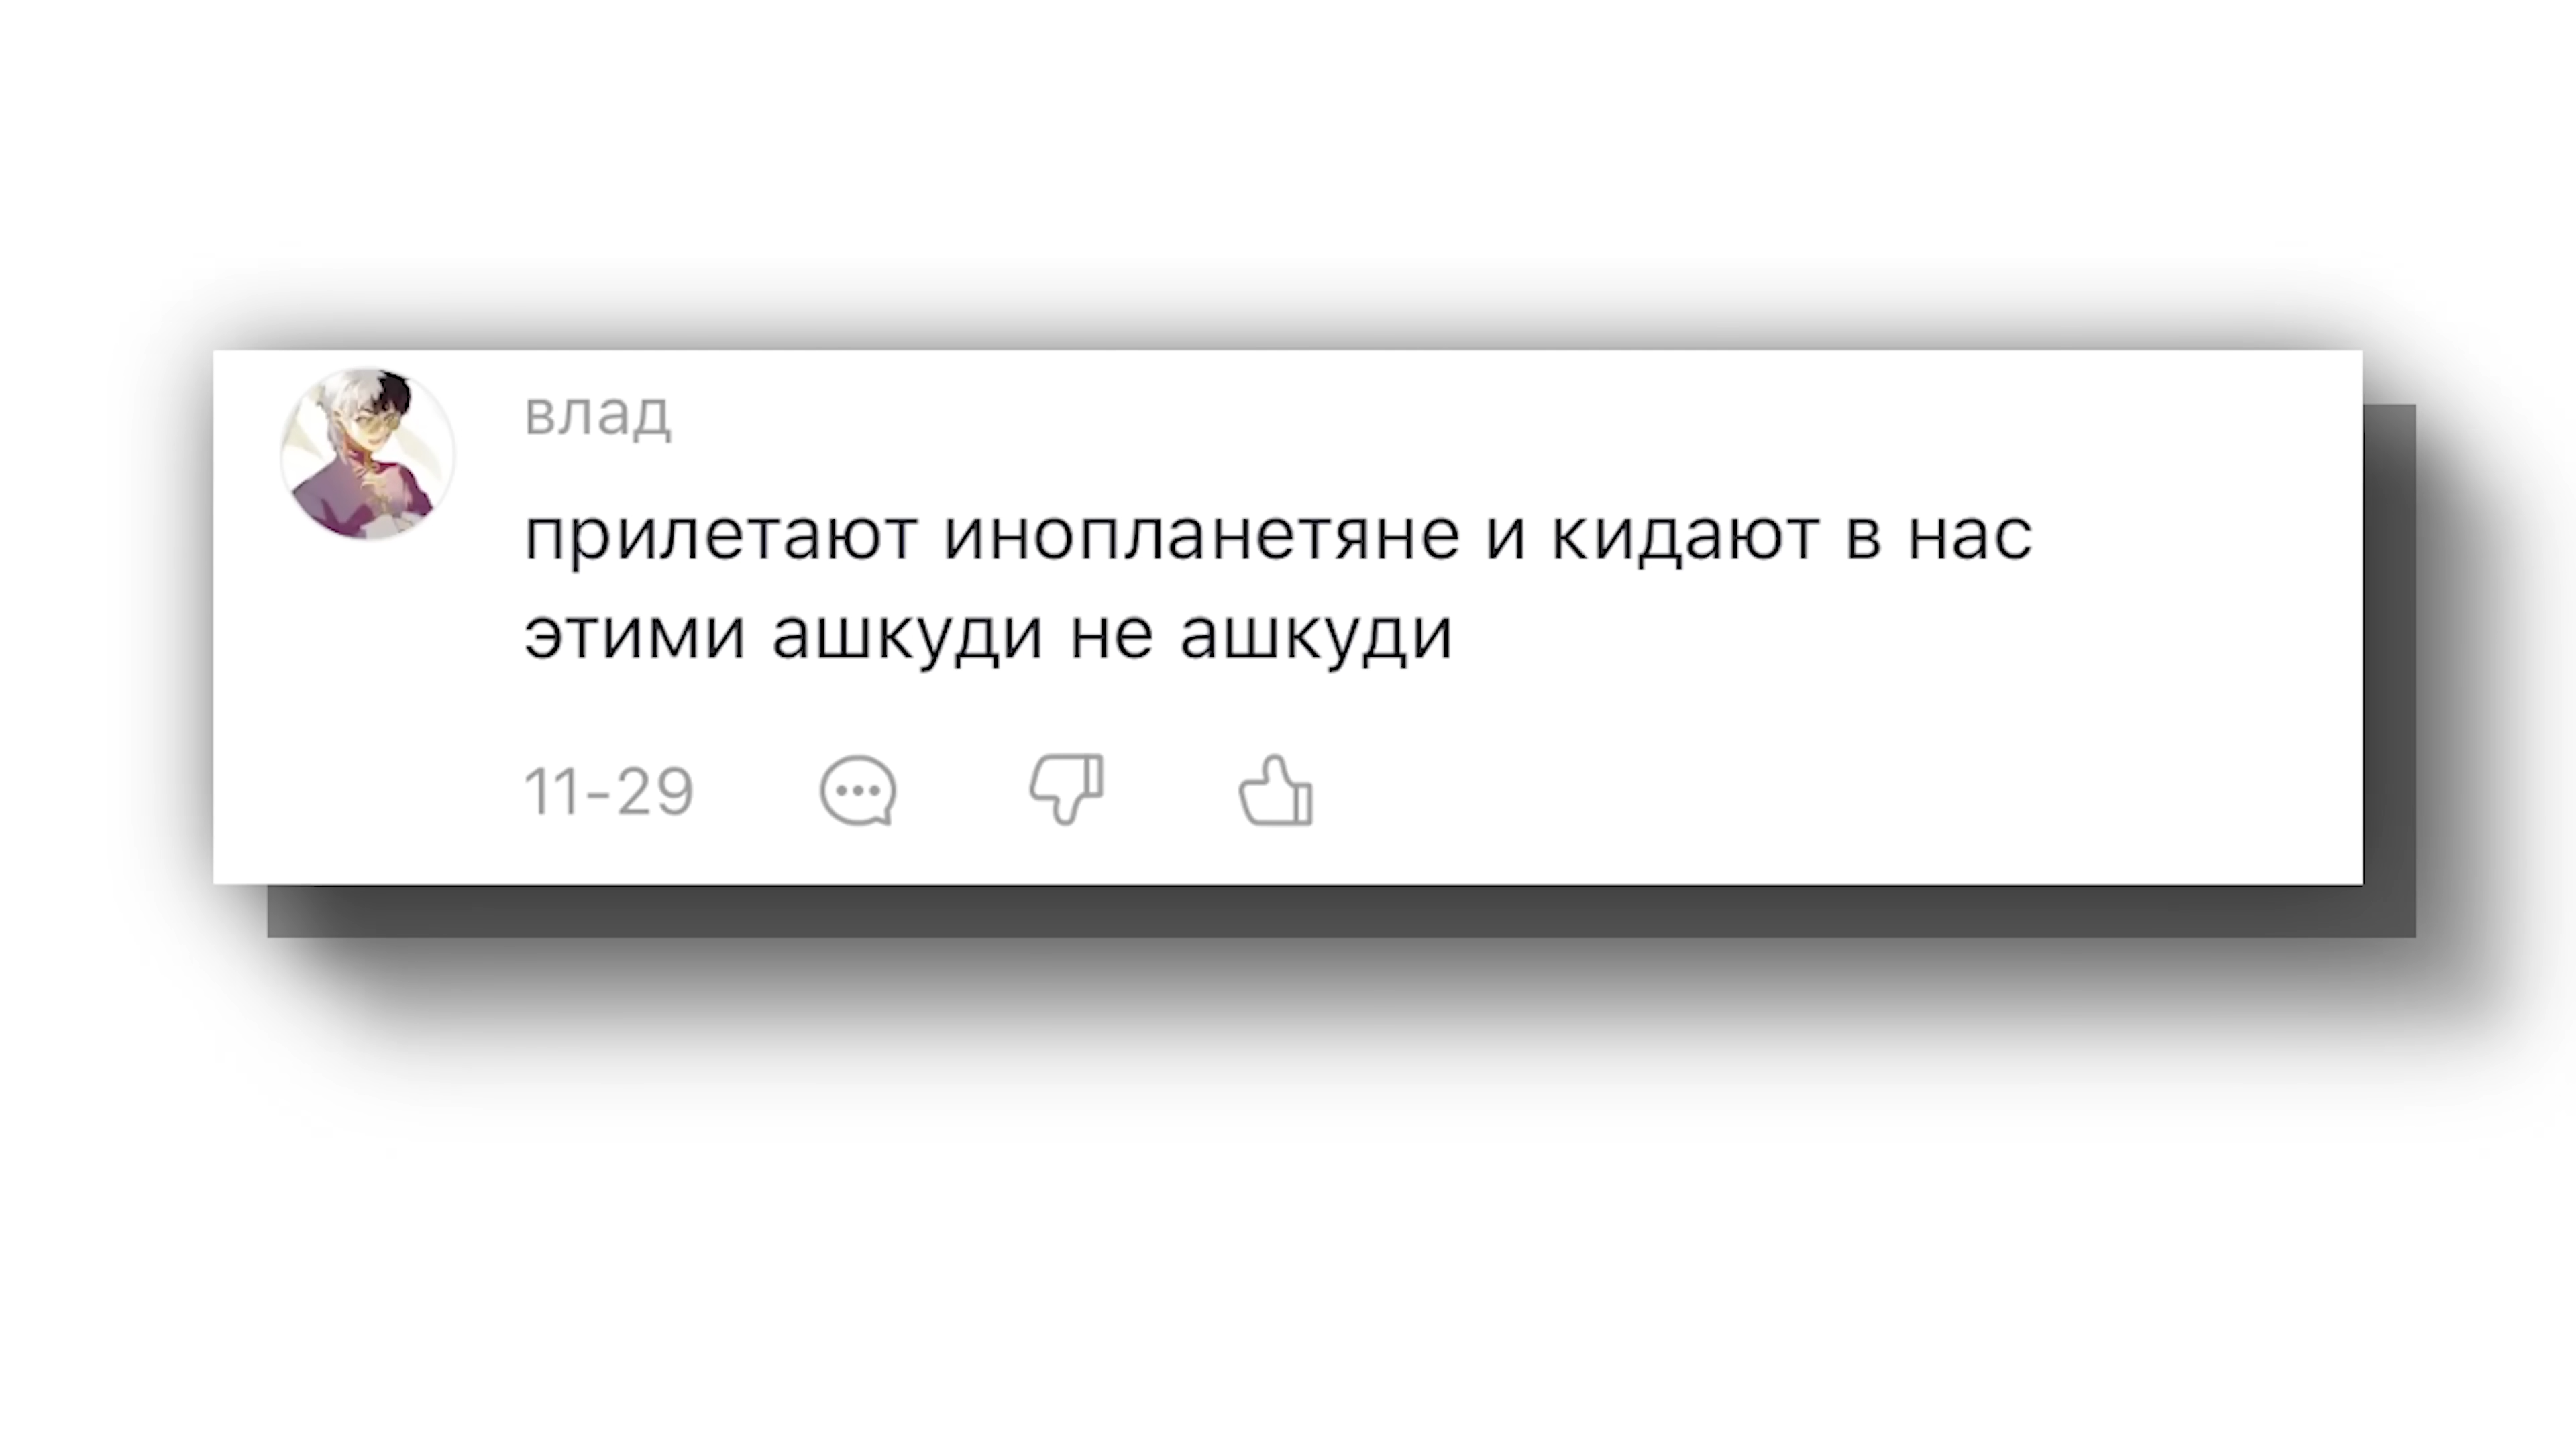 влад
прилетают инопланетяне и кидают в нас
этими ашкуди не ашкуди
11-29